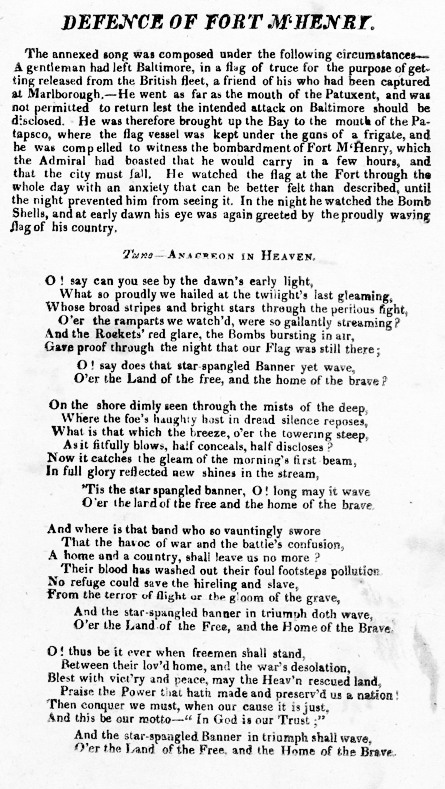 DEFENCE OF FORT M'HENRY.
The annexed song was composed under the following circumstances—
A gentleman had left Baltimore, in a flag of truce for the purpose of get-
ting released from the British fleet, a friend of his who had been captured
at Marlborough.—He went as far as the mouth of the Patuxent, and was
not permitted to return lest the intended attack on Baltimore should be
disclosed. He was therefore brought up the Bay to the mouth of the Pa-
tapsco, where the flag vessel was kept under the guns of a frigate, and
he was compelled to witness the bombardment of Fort M'Henry, which
the Admiral had boasted that he would carry in a few hours, and
that the city must fall. He watched the flag at the Fort through the
whole day with an anxiety that can be better felt than described, until
the night prevented him from seeing it. In the night he watched the Bomb
Shells, and at early dawn his eye was again greeted by the proudly waving
flag of his country.
Tune—ANACREON IN HEAVEN.
O ! say can you see by the dawn's early light,
What so proudly we hailed at the twilight's last gleaming,
Whose broad stripes and bright stars through the perilous fight,
O'er the ramparts we watch'd, were so gallantly streaming?
And the Rockets' red glare, the Bombs bursting in air,
Gave proof through the night that our Flag was still there;
O ! say does that star-spangled Banner yet wave,
O'er the Land of the free, and the home of the brave?
On the shore dimly seen through the mists of the deep,
Where the foe's haughty host in dread silence reposes,
What is that which the breeze, o'er the towering steep,
As it fitfully blows, half conceals, half discloses ?
Now it catches the gleam of the morning's first beam,
In full glory reflected new shines in the stream,
'Tis the star spangled banner, O ! long may it wave
O'er the land of the free and the home of the brave.
And where is that band who so vauntingly swore
That the havoc of war and the battle's confusion,
A home and a country, shall leave us no more ?
Their blood has washed out their foul footsteps pollution.
No refuge could save the hireling and slave,
From the terror of flight or the gloom of the grave,
And the star-spangled banner in triumph doth wave,
O'er the Land of the Free, and the Home of the Brave.
O ! thus be it ever when freemen shall stand,
Between their lov'd home, and the war's desolation,
Blest with vict'ry and peace, may the Heav'n rescued land,
Praise the Power that hath made and preserv'd us a nation !
Then conquer we must, when our cause it is just,
And this be our motto—" In God is our Trust ;"
And the star-spangled Banner in triumph shall wave,
O'er the Land of the Free, and the Home of the Brave.